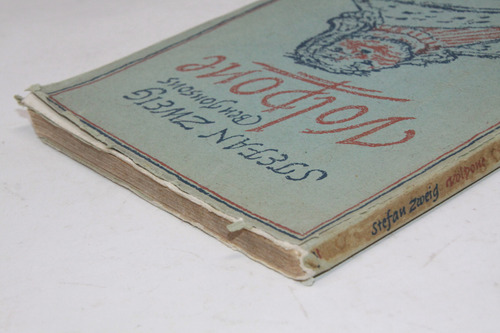 STEFAN ZWEIG
BEN JONSONS
Volpone
Stefan Zweig Volpone